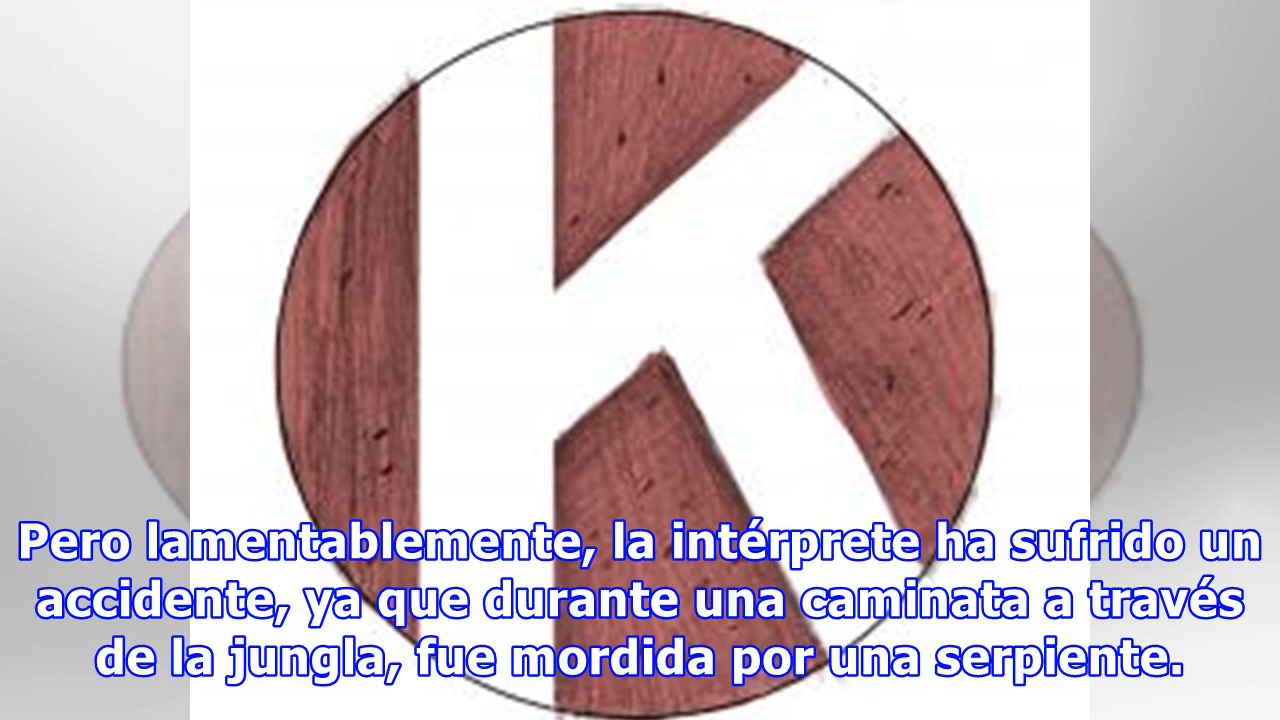 K
Pero lamentablemente, la intérprete ha sufrido un
accidente, ya que durante una caminata a través
de la jungla, fue mordida por una serpiente.